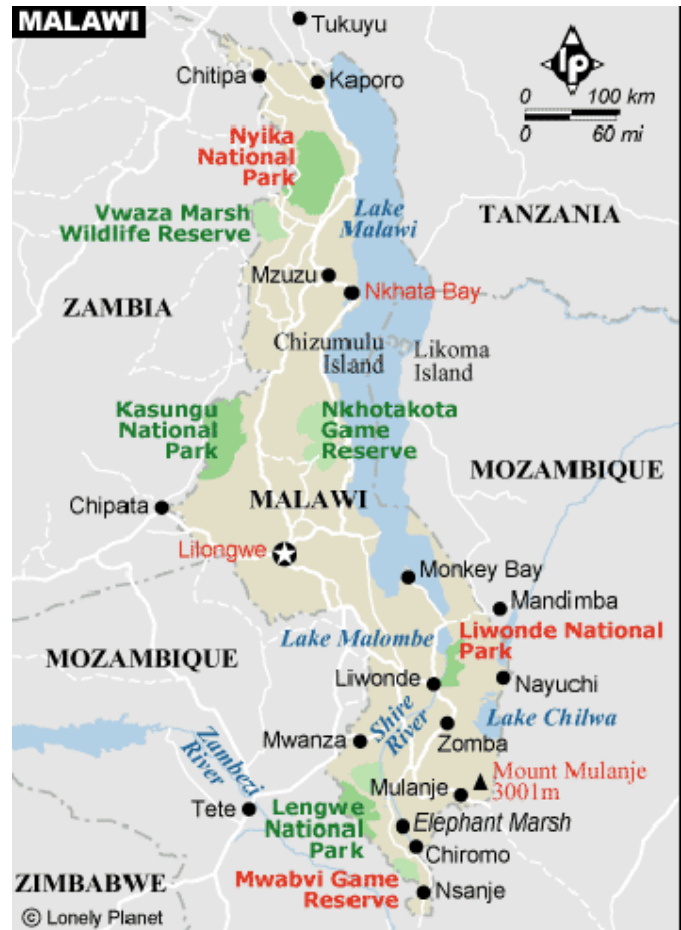 MALAWI
Tukuyu
Chitipa
Kaporo
lp
0 100 km
0 60 mi
Nyika
National
Park
Lake
Malawi
TANZANIA
Vwaza Marsh
Wildlife Reserve
Mzuzu
Nkhata Bay
ZAMBIA
Chizumulu
Island
Likoma
Island
Kasungu
National
Park
Nkhotakota
Game
Reserve
MOZAMBIQUE
Chipata
MALAWI
Lilongwe
Monkey Bay
Mandimba
Lake Malombe
Liwonde National
Park
MOZAMBIQUE
Liwonde
Nayuchi
Shire
River
Lake Chilwa
Zambezi
River
Mwanza
Zomba
Mount Mulanje
3001m
Mulanje
Tete
Lengwe
National
Park
Elephant Marsh
Chiromo
ZIMBABWE
Mwabvi Game
Reserve
Nsanje
© Lonely Planet